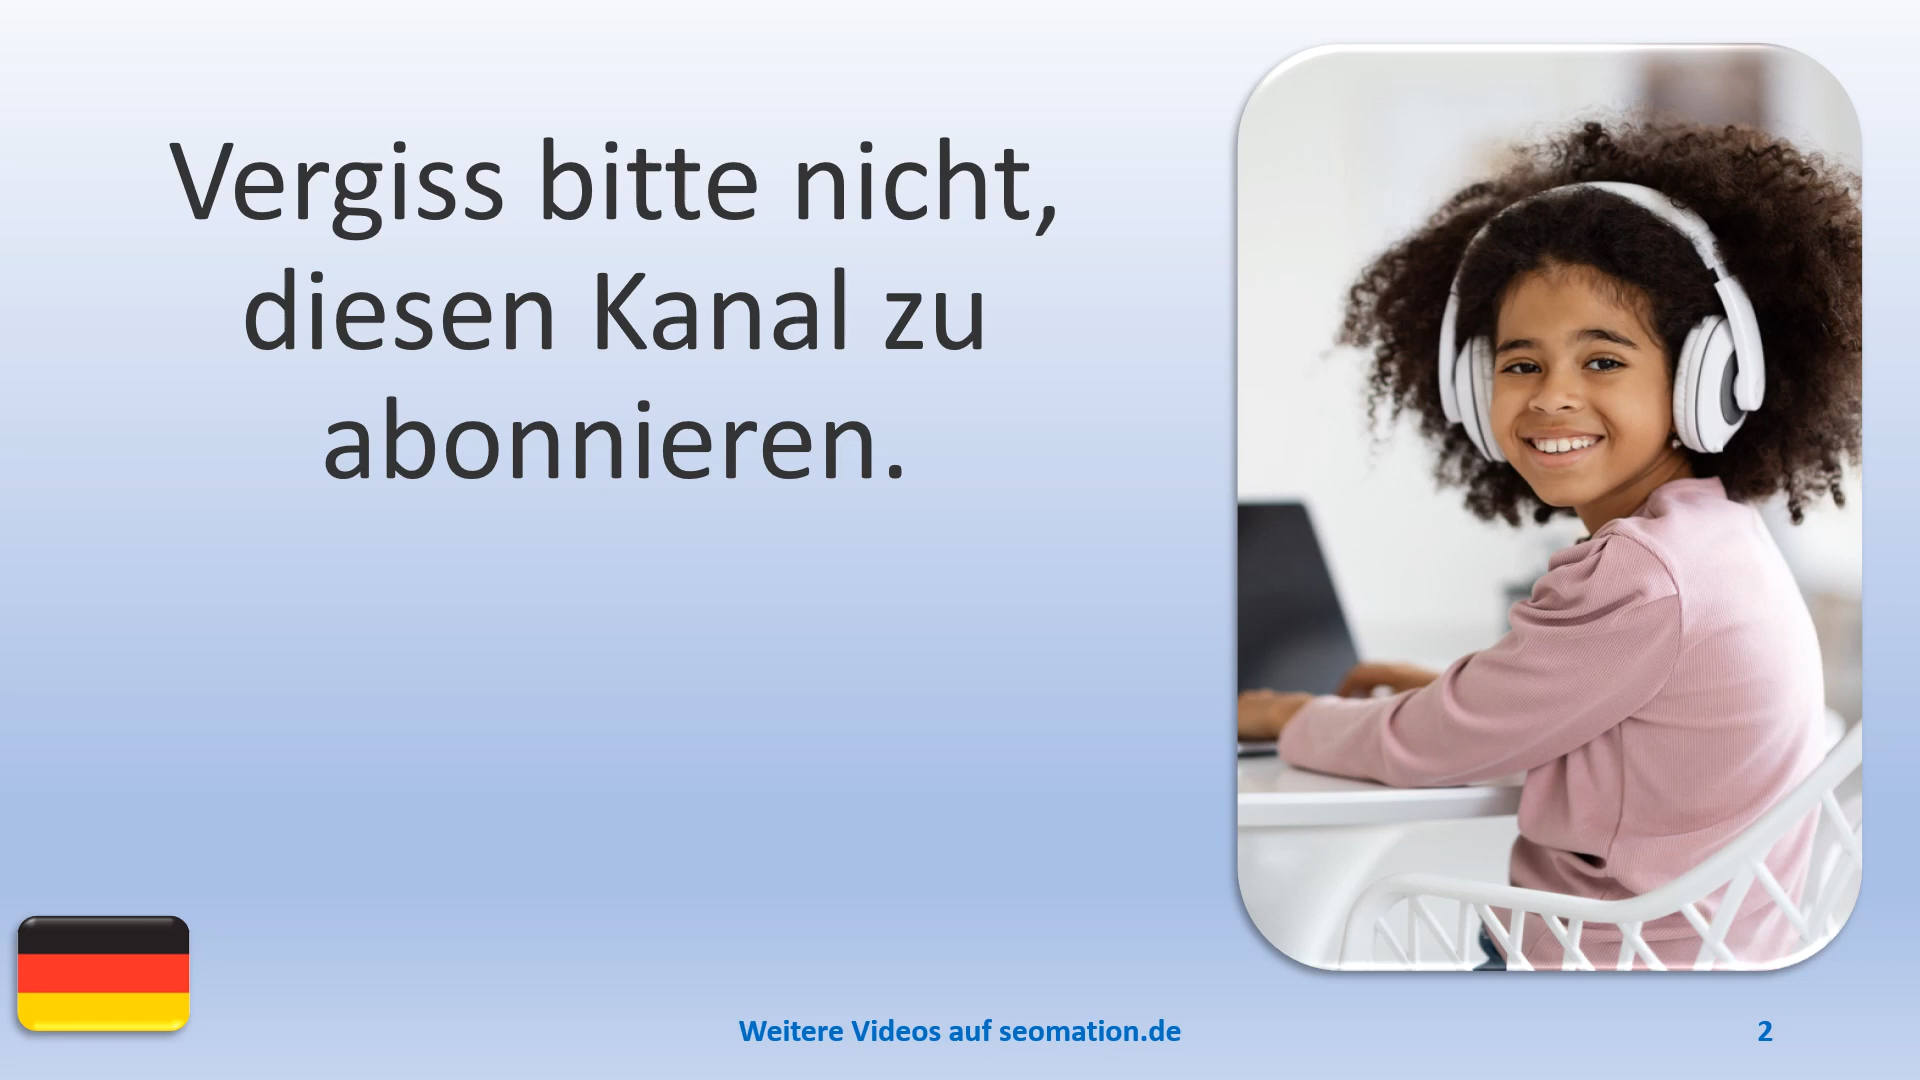 Vergiss bitte nicht,
diesen Kanal zu
abonnieren.
Weitere Videos auf seomation.de
2